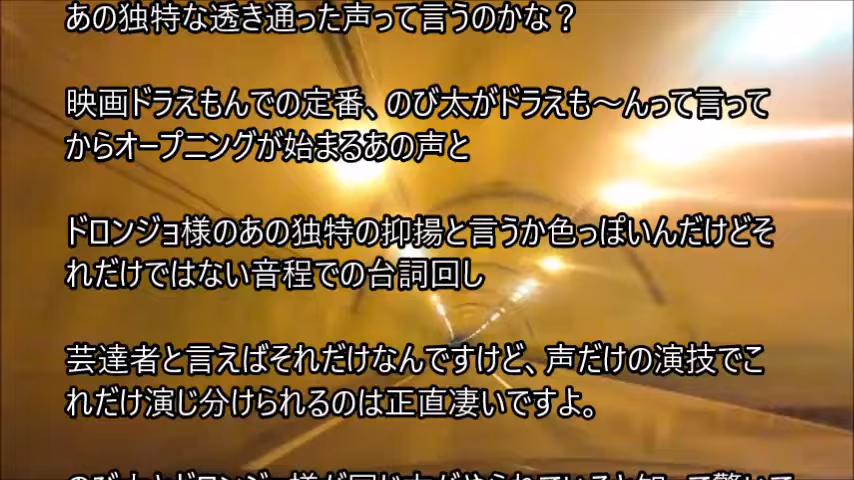 あの独特な透き通った声って言うのかな？
映画ドラえもんでの定番、のび太がドラえも～んって言って
からオープニングが始まるあの声と
ドロンジョ様のあの独特の抑揚と言うか色っぽいんだけどそ
れだけではない音程での台詞回し
芸達者と言えばそれだけなんですけど、声だけの演技でこ
れだけ演じ分けられるのは正直凄いですよ。